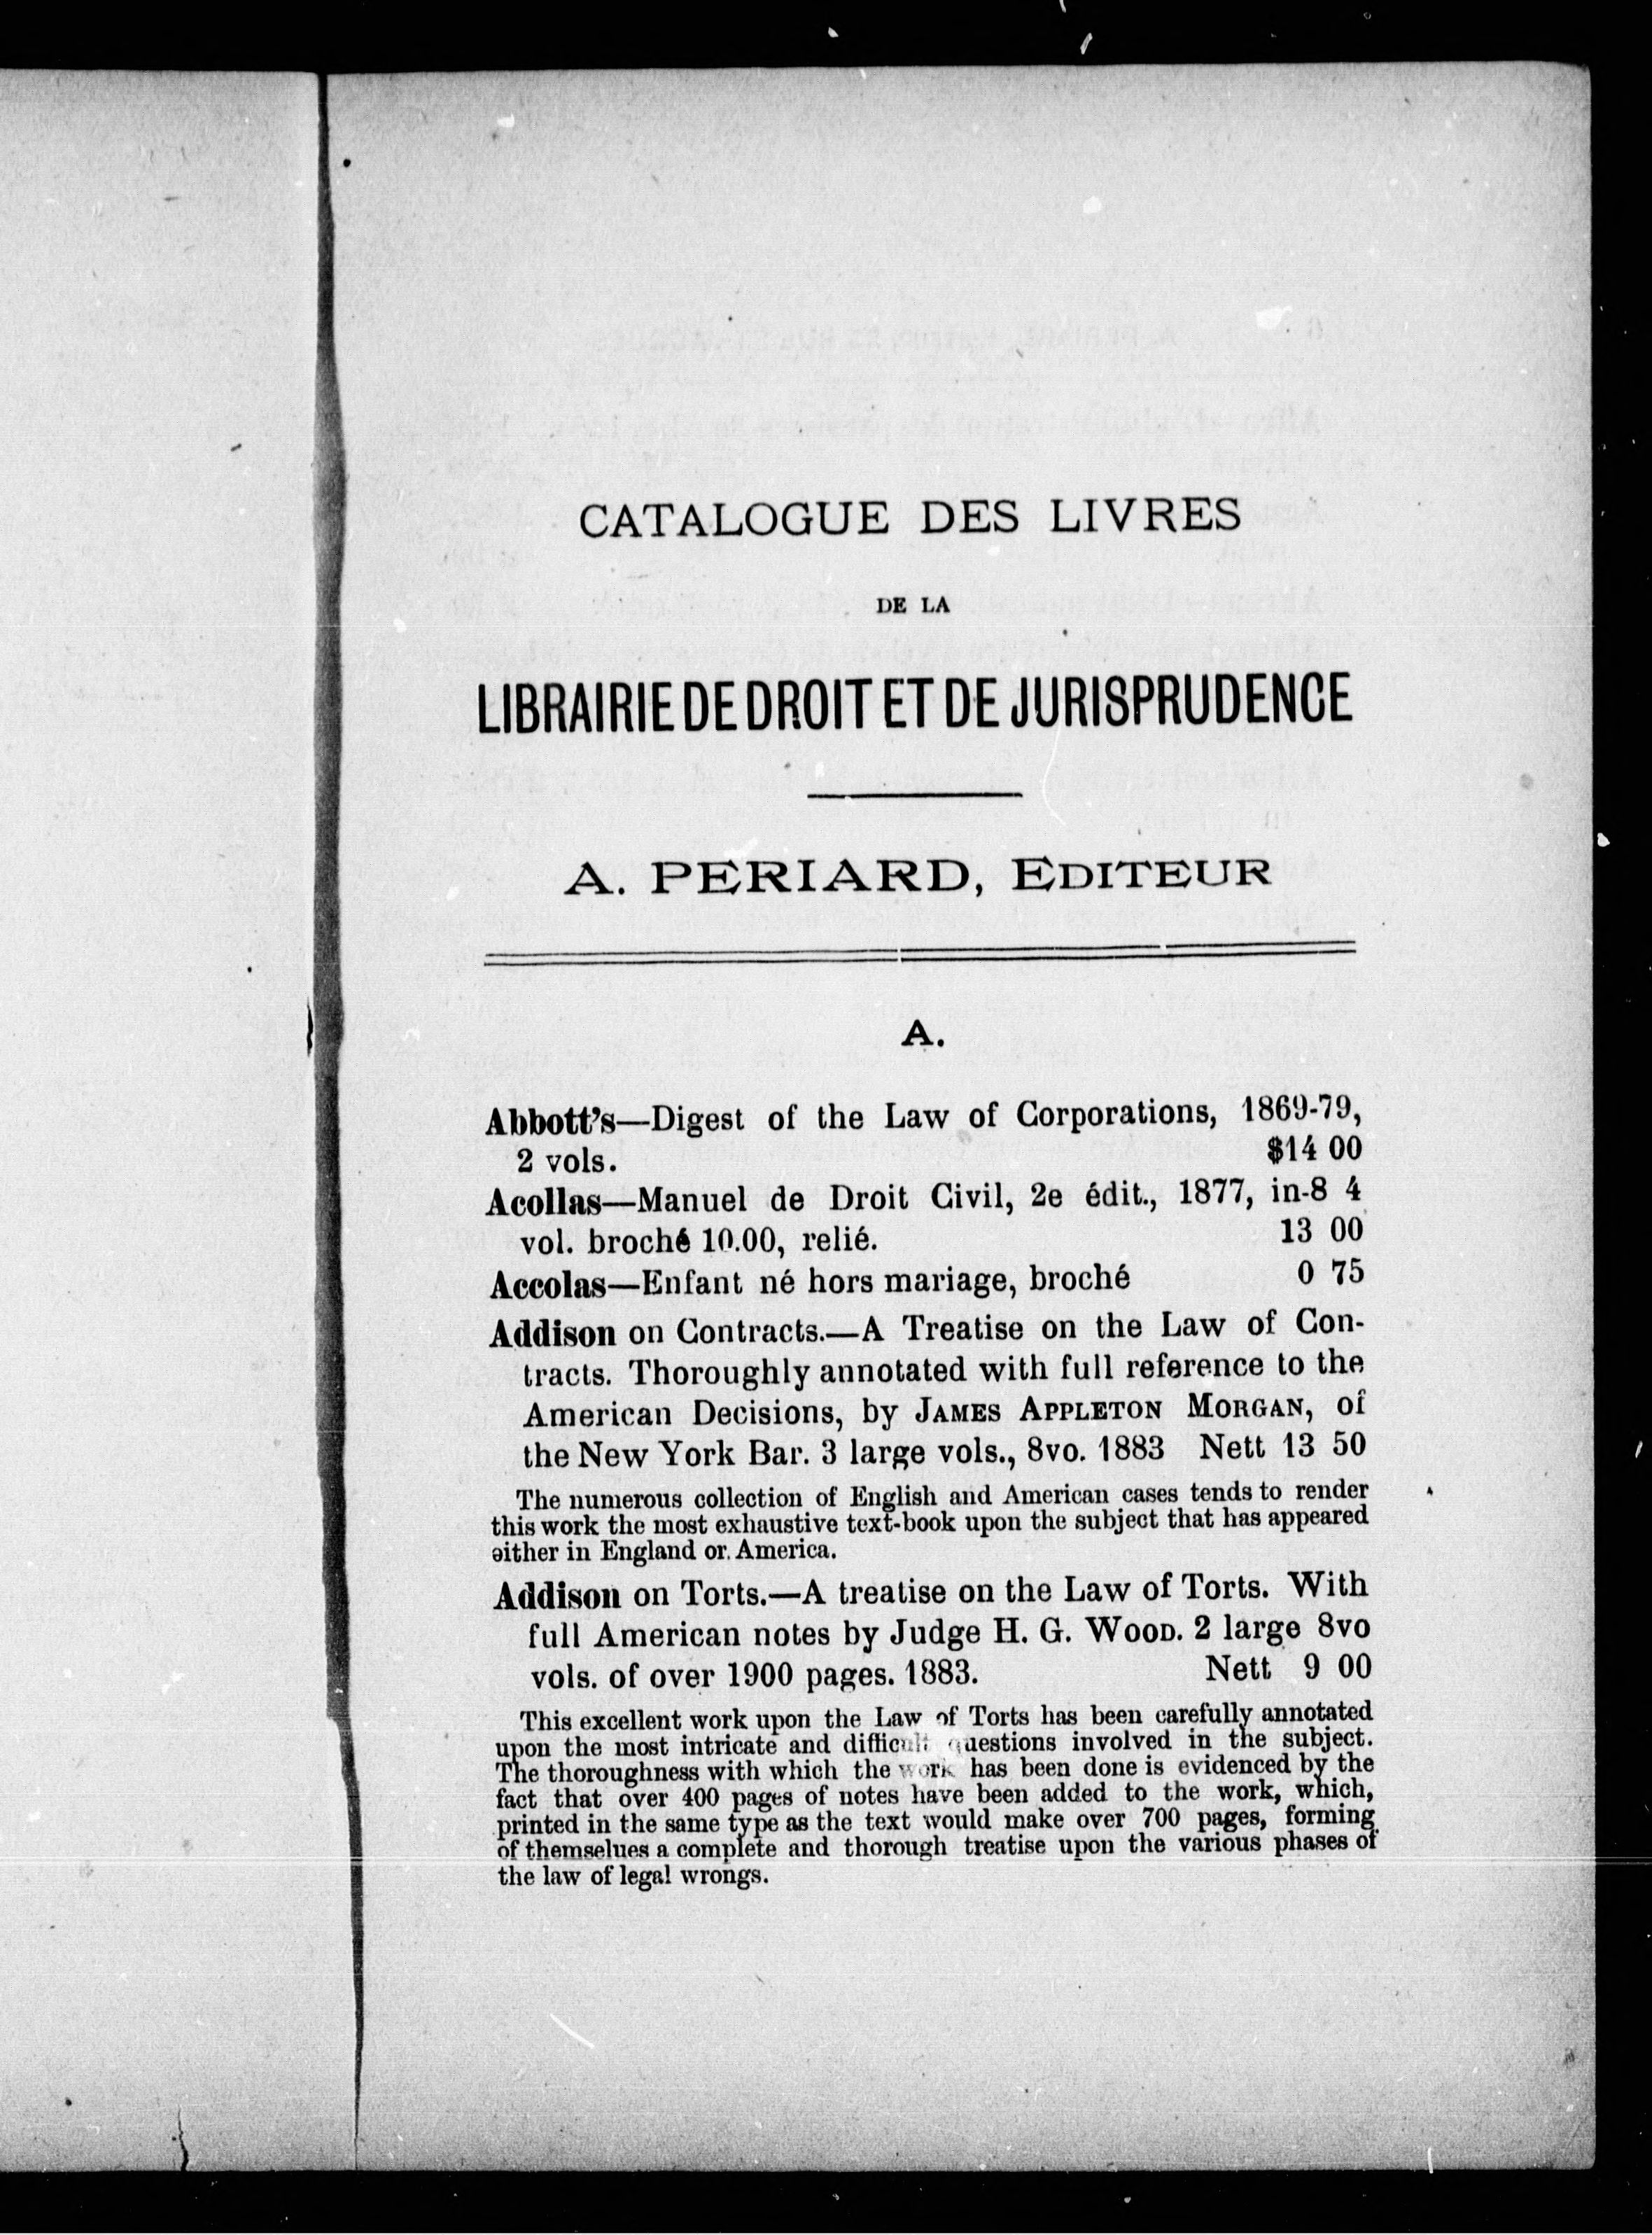 CATALOGUE DES LIVRES
DE LA
LIBRAIRIE DE DROIT ET DE JURISPRUDENCE
A. PERIARD, EDITEUR
A.
Abbott's—Digest of the Law of Corporations, 1869-79,
2 vols. $14 00
Acollas—Manuel de Droit Civil, 2e édit., 1877, in-8 4
vol. broché 10.00, relié. 13 00
Accolas—Enfant né hors mariage, broché 0 75
Addison on Contracts.—A Treatise on the Law of Con-
tracts. Thoroughly annotated with full reference to the
American Decisions, by JAMES APPLETON MORGAN, of
the New York Bar. 3 large vols., 8vo. 1883 Nett 13 50
The numerous collection of English and American cases tends to render
this work the most exhaustive text-book upon the subject that has appeared
either in England or America.
Addison on Torts.—A treatise on the Law of Torts. With
full American notes by Judge H. G. WOOD. 2 large 8vo
vols. of over 1900 pages. 1883. Nett 9 00
This excellent work upon the Law of Torts has been carefully annotated
upon the most intricate and difficult questions involved in the subject.
The thoroughness with which the work has been done is evidenced by the
fact that over 400 pages of notes have been added to the work, which,
printed in the same type as the text would make over 700 pages, forming
of themselues a complete and thorough treatise upon the various phases of
the law of legal wrongs.